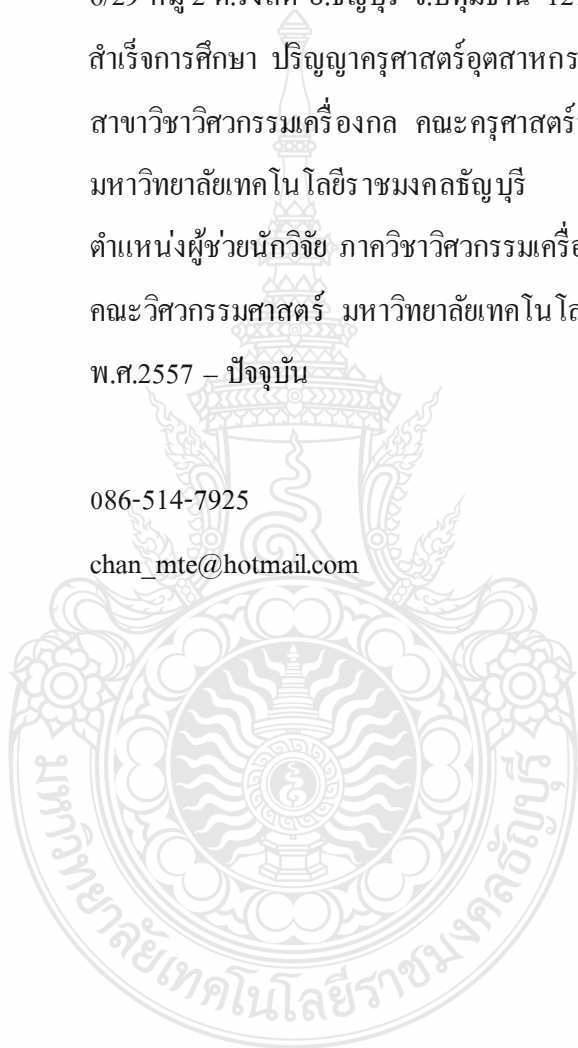 สำเร็จการศึกษา ปริญญาครุศาสตร์อุตสาหกร
สาขาวิชาวิศวกรรมเครื่องกล คณะครุศาสตร์
มหาวิทยาลัยเทคโนโลยีราชมงคลธัญบุรี
ตำแหน่งผู้ช่วยนักวิจัย ภาควิชาวิศวกรรมเครื่อ
คณะวิศวกรรมศาสตร์ มหาวิทยาลัยเทคโนโล
พ.ศ.2557 – ปัจจุบัน
086-514-7925
chan_mte@hotmail.com
มหาวิทยาลัยเทคโนโลยีราชมงคลธัญบุรี